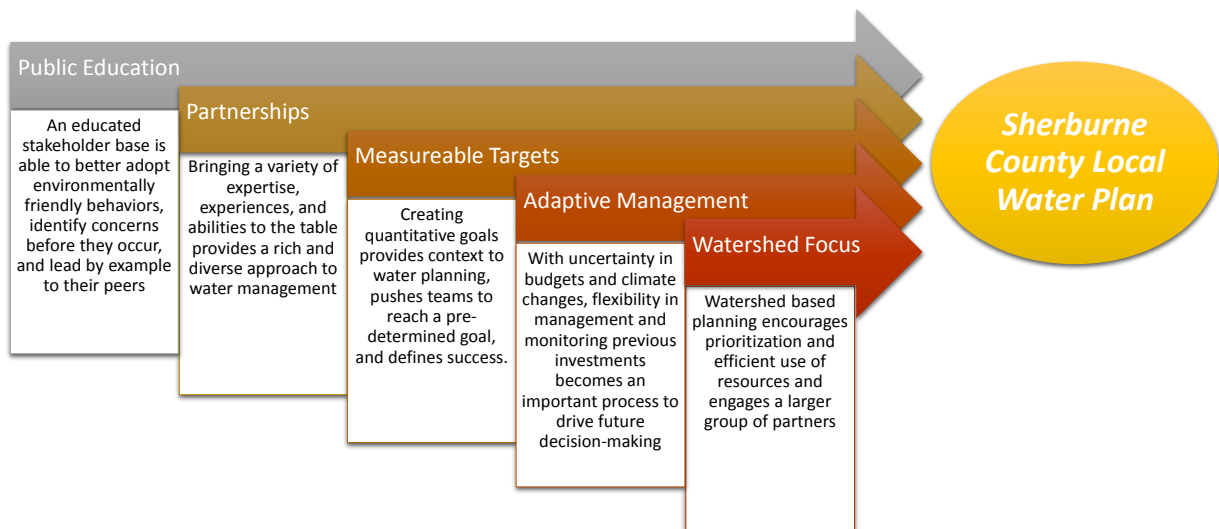 Public Education
An educated
stakeholder base is
able to better adopt
environmentally
friendly behaviors,
identify concerns
before they occur,
and lead by example
to their peers
Partnerships
Bringing a variety of
expertise,
experiences, and
abilities to the table
provides a rich and
diverse approach to
water management
Measureable Targets
Creating
quantitative goals
provides context to
water planning,
pushes teams to
reach a pre-
determined goal,
and defines success.
Adaptive Management
With uncertainty in
budgets and climate
changes, flexibility in
management and
monitoring previous
investments
becomes an
important process to
drive future
decision-making
Watershed Focus
Watershed based
planning encourages
prioritization and
efficient use of
resources and
engages a larger
group of partners
Sherburne
County Local
Water Plan